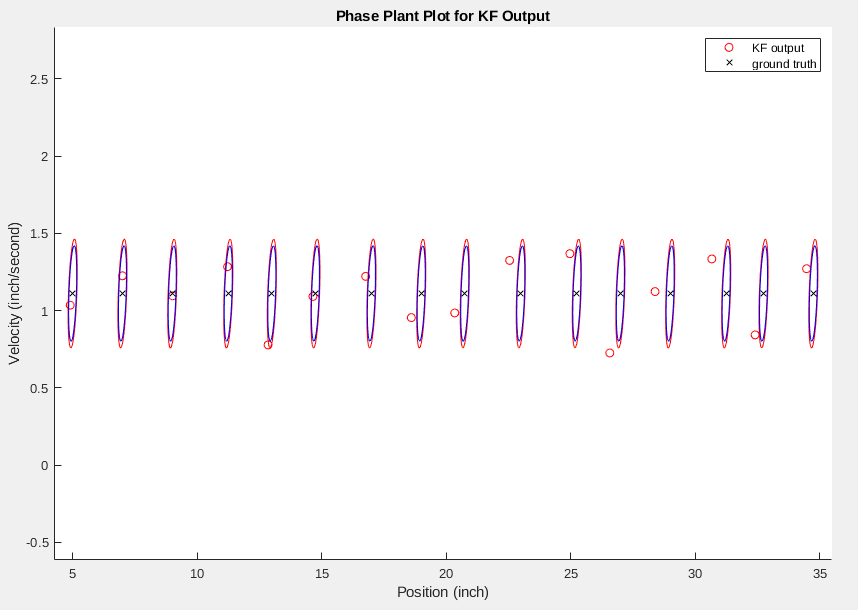 Phase Plant Plot for KF Output
KF output
ground truth
2.5
2
1.5
1
0.5
0
-0.5
Velocity (inch/second)
5 10 15 20 25 30 35
Position (inch)